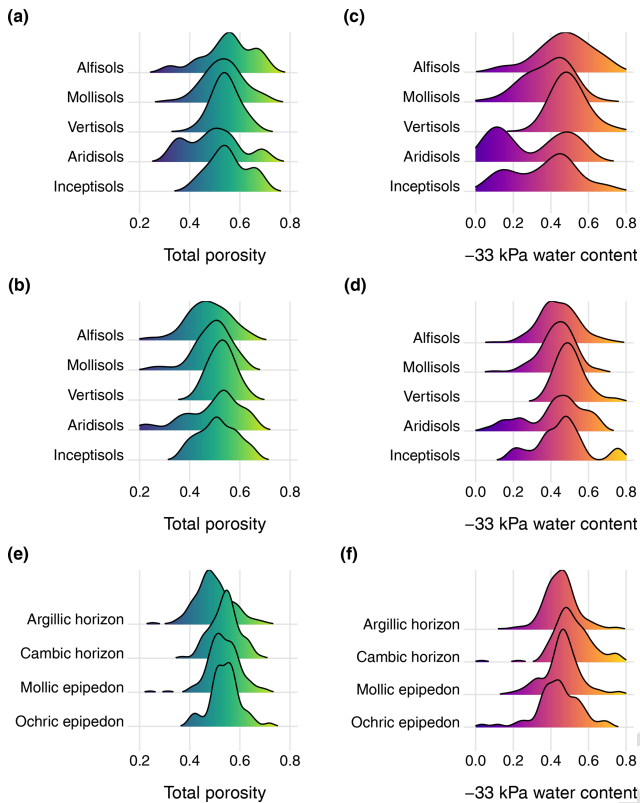 (a)
Alfisols
Mollisols
Vertisols
Aridisols
Inceptisols
0.2 0.4 0.6 0.8
Total porosity
(c)
Alfisols
Mollisols
Vertisols
Aridisols
Inceptisols
0.0 0.2 0.4 0.6 0.8
−33 kPa water content
(b)
Alfisols
Mollisols
Vertisols
Aridisols
Inceptisols
0.2 0.4 0.6 0.8
Total porosity
(d)
Alfisols
Mollisols
Vertisols
Aridisols
Inceptisols
0.0 0.2 0.4 0.6 0.8
−33 kPa water content
(e)
Argillic horizon
Cambic horizon
Mollic epipedon
Ochric epipedon
0.2 0.4 0.6 0.8
Total porosity
(f)
Argillic horizon
Cambic horizon
Mollic epipedon
Ochric epipedon
0.0 0.2 0.4 0.6 0.8
−33 kPa water content